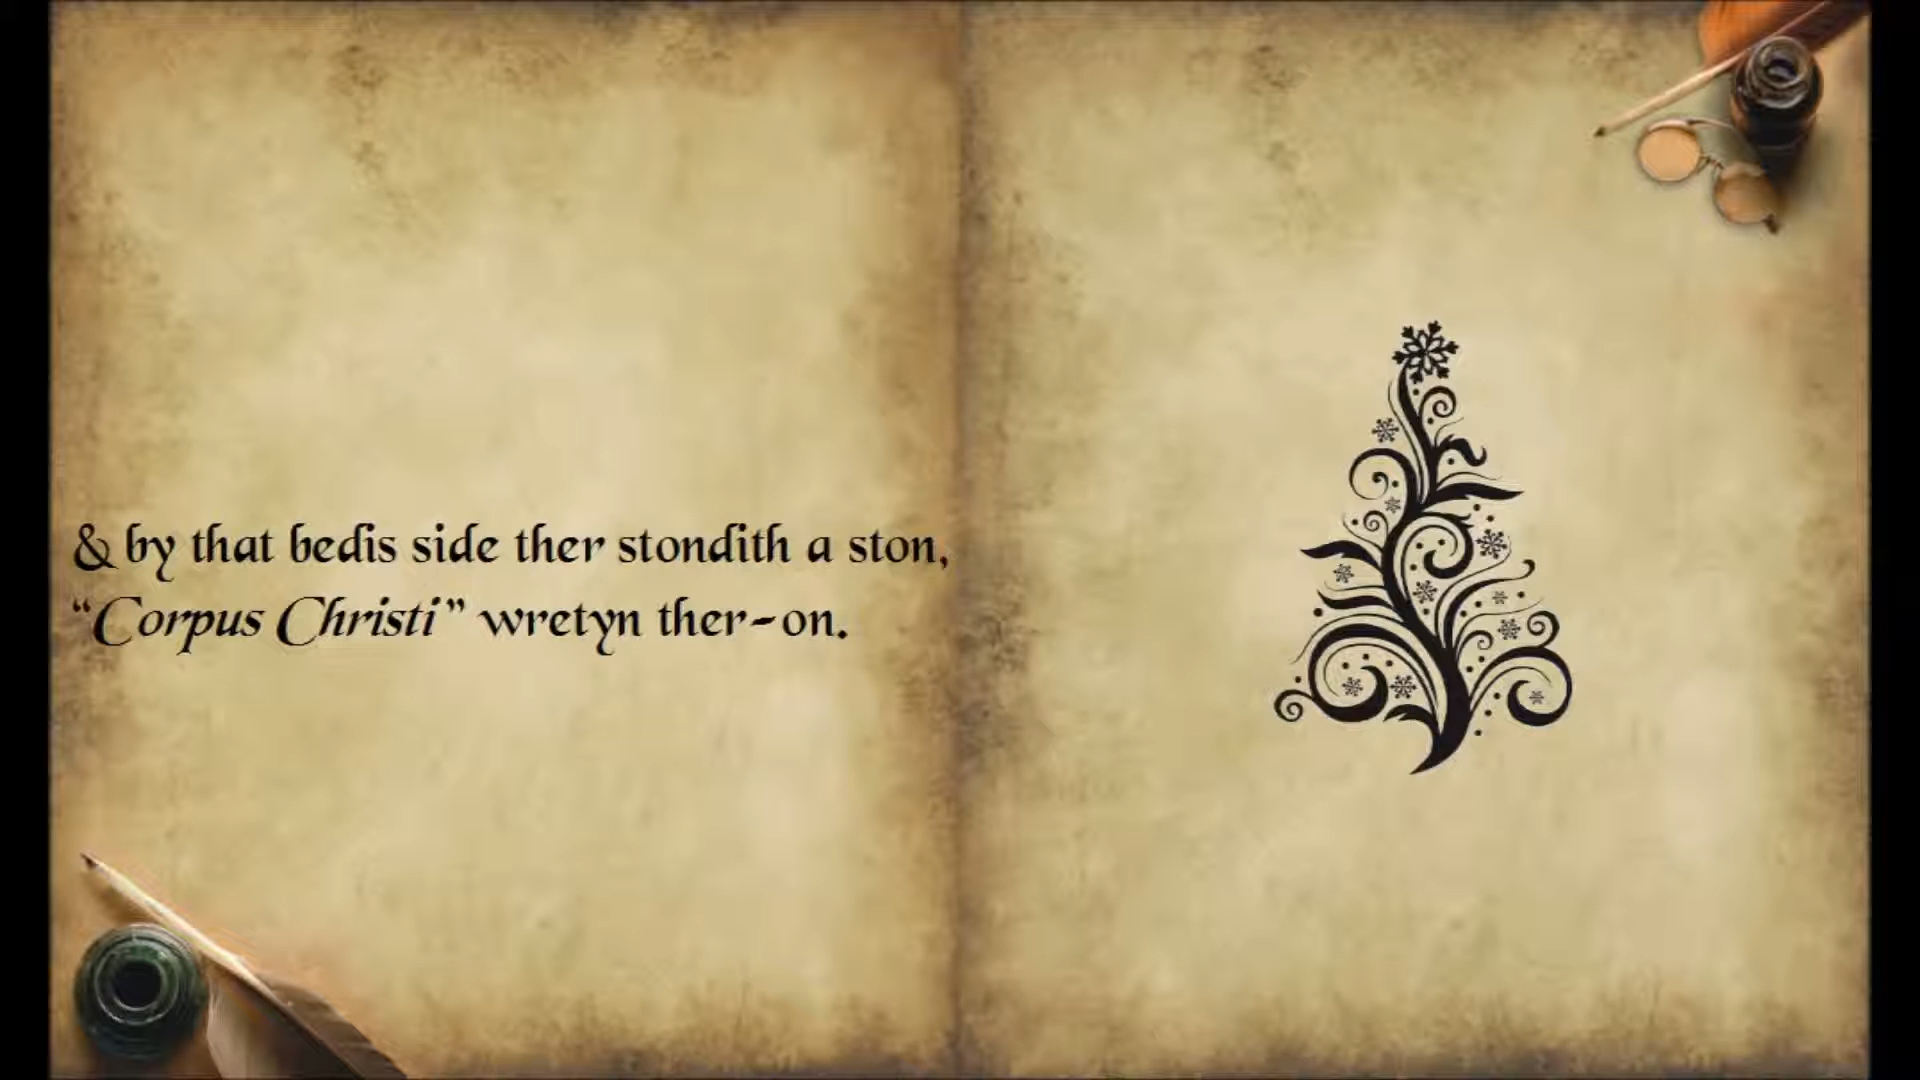 & by that bedis side ther stondith a ston,
“Corpus Christi” wretyn ther-on.